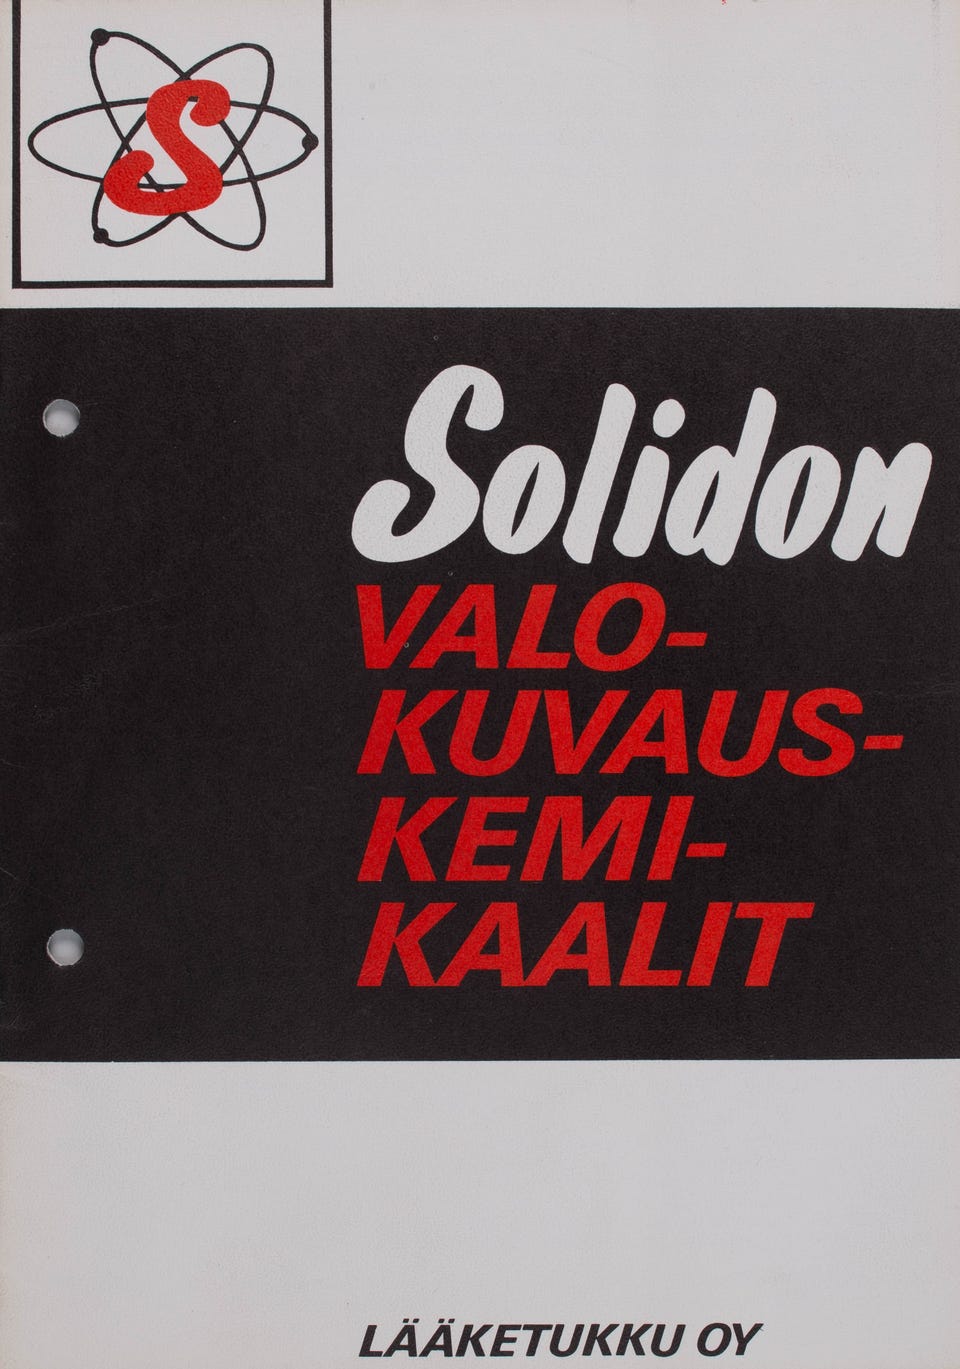 S
Solidon
VALO-
KUVAUS-
KEMI-
KAALIT
LÄÄKETUKKU OY